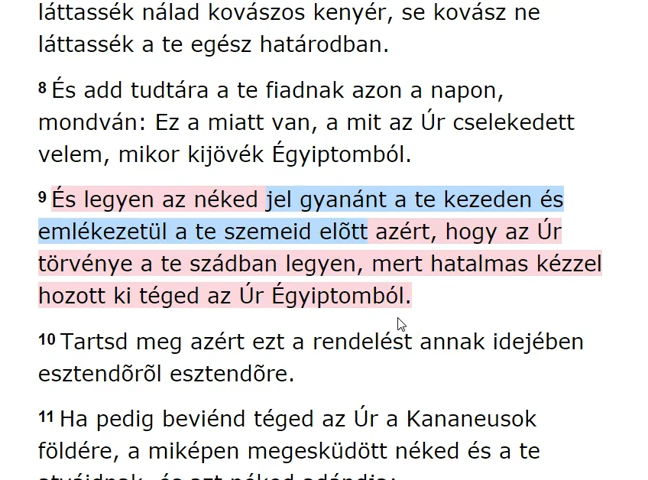 láttassék nálad kovászos kenyér, se kovász ne
láttassék a te egész határodban.
8 És add tudtára a te fiadnak azon a napon,
mondván: Ez a miatt van, a mit az Úr cselekedett
velem, mikor kijövék Égyiptomból.
9 És legyen az néked jel gyanánt a te kezeden és
emlékezetül a te szemeid elõtt azért, hogy az Úr
törvénye a te szádban legyen, mert hatalmas kézzel
hozott ki téged az Úr Égyiptomból.
10 Tartsd meg azért ezt a rendelést annak idejében
esztendõrõl esztendõre.
11 Ha pedig beviénd téged az Úr a Kananeusok
földére, a miképen megesküdött néked és a te